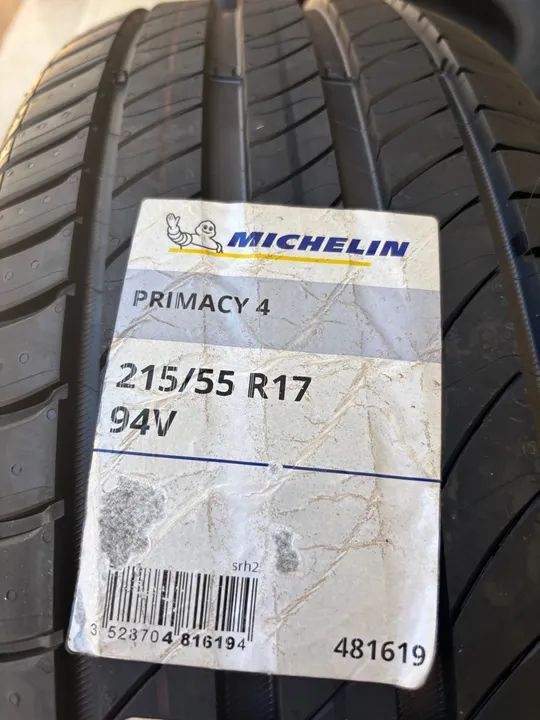 MICHELIN
PRIMACY 4
215/55 R17
94V
srh2
3 528704 816194
481619